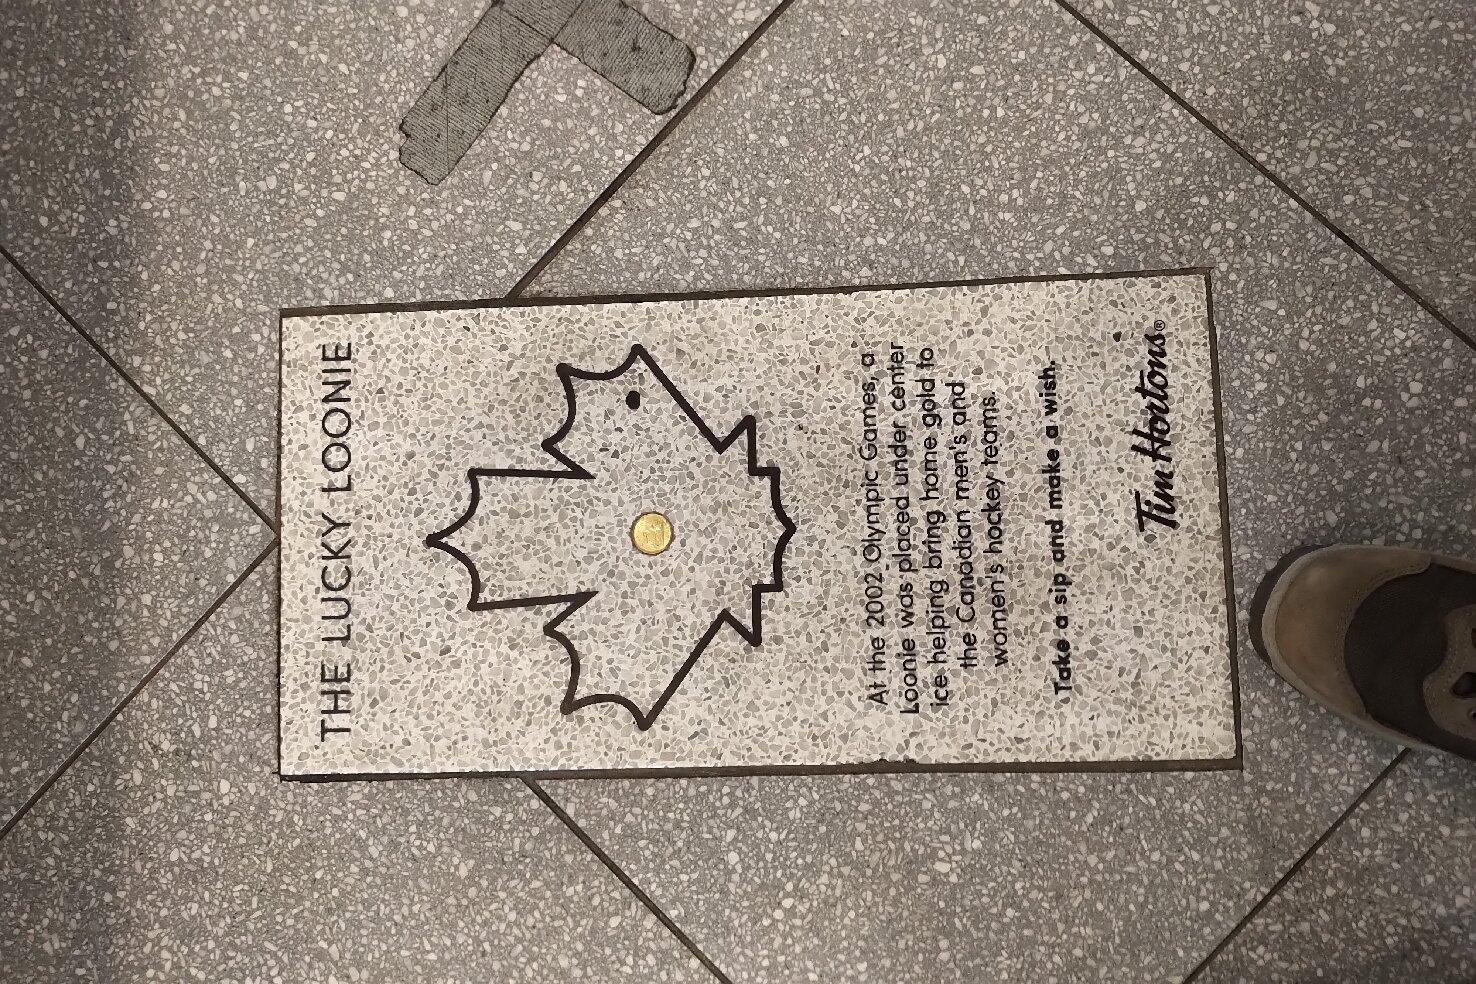 THE LUCKY LOONIE
At the 2002 Olympic Games, a
Loonie was placed under center
ice helping bring home gold to
the Canadian men's and
women's hockey teams.
Take a sip and make a wish.
Tim Hortons®